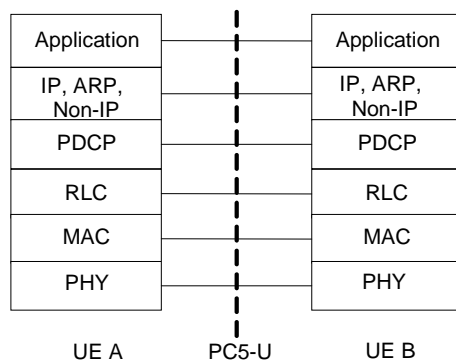 Application Application
IP, ARP, IP, ARP,
Non-IP Non-IP
PDCP PDCP
RLC RLC
MAC MAC
PHY PHY
UE A PC5-U UE B